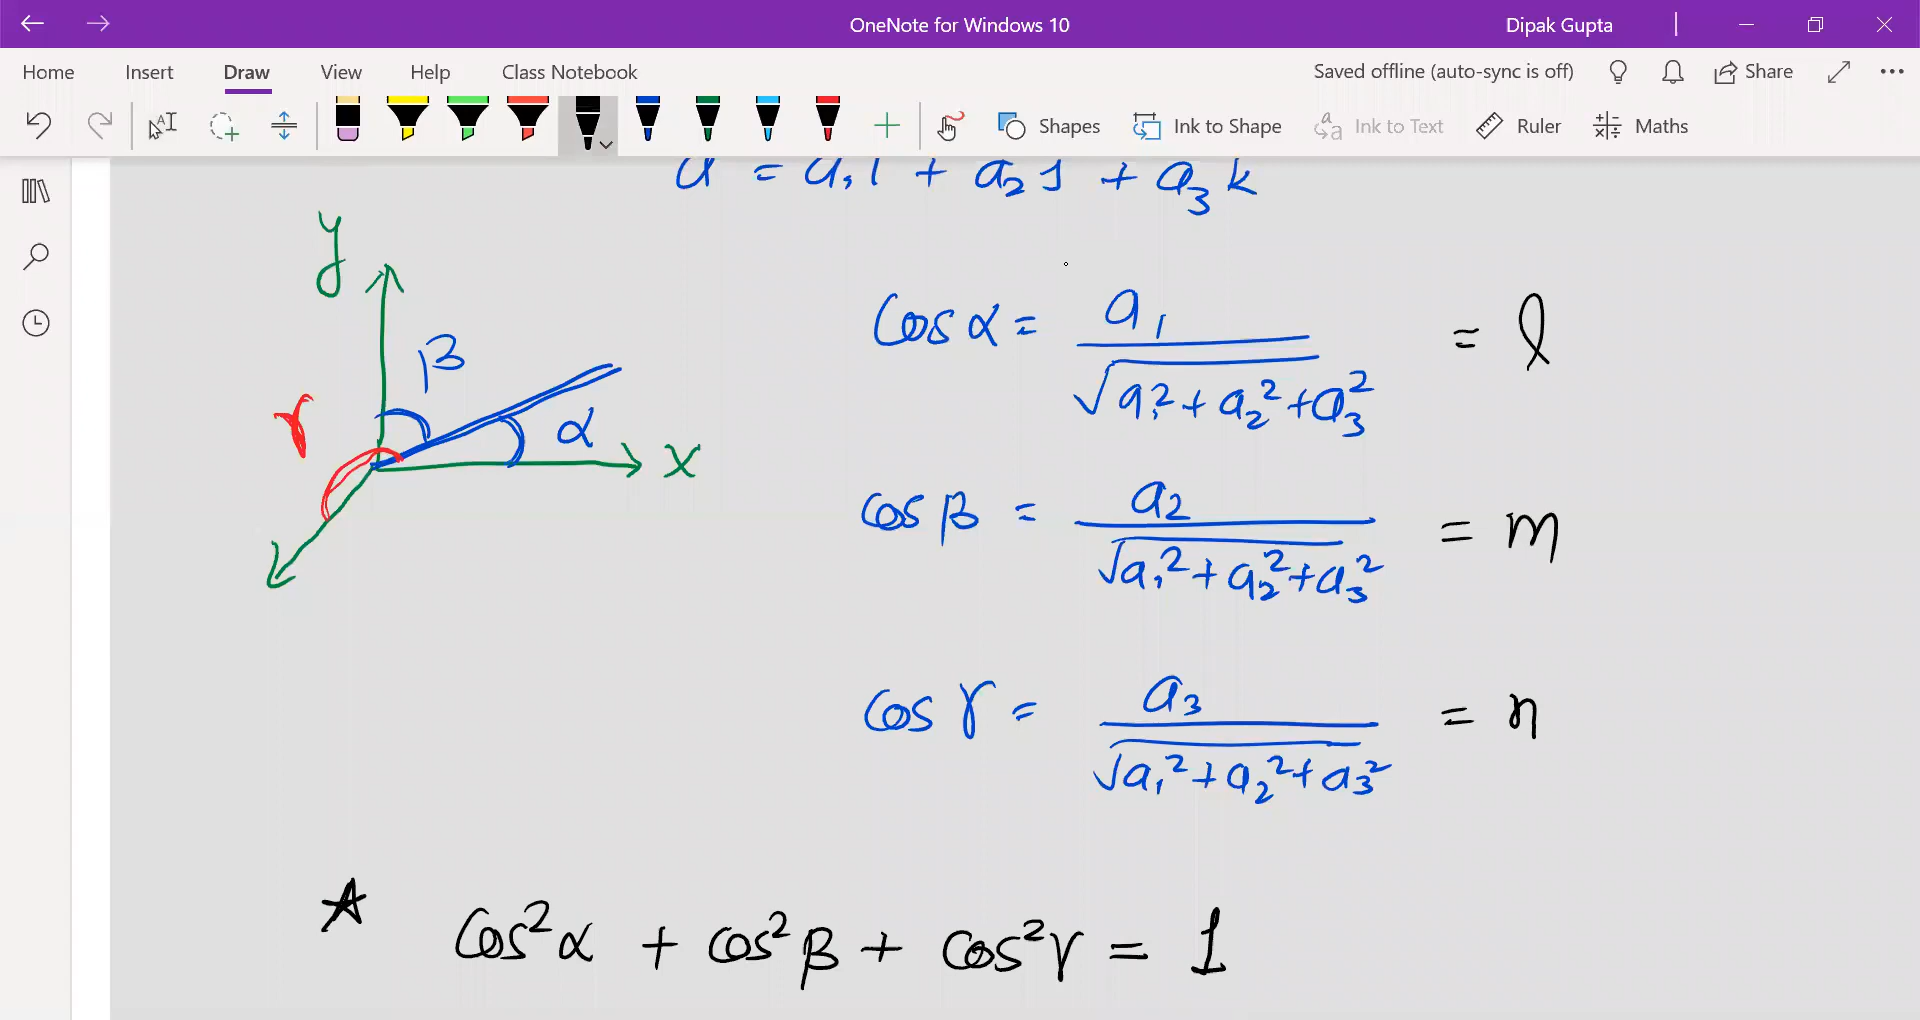 OneNote for Windows 10 Dipak Gupta
Home Insert Draw View Help Class Notebook Saved offline (auto-sync is off) Share
Shapes Ink to Shape Ink to Text Ruler Maths
a = a₁i + a₂j + a₃k
y
β
α
γ
x
Cos α = a₁ / √(a₁² + a₂² + a₃²) = l
cos β = a₂ / √(a₁² + a₂² + a₃²) = m
cos γ = a₃ / √(a₁² + a₂² + a₃²) = n
Cos²α + cos²β + cos²γ = 1